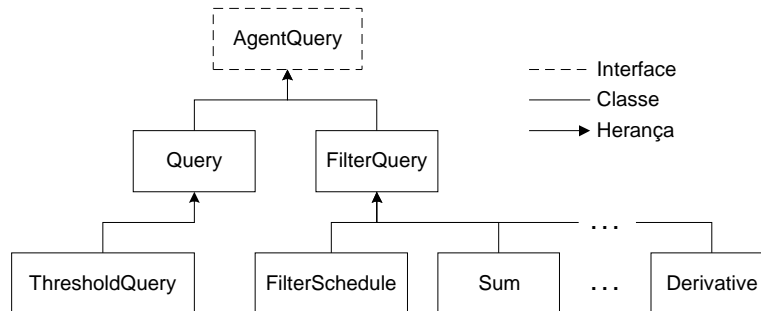 AgentQuery
Interface
Classe
Herança
Query
FilterQuery
...
ThresholdQuery
FilterSchedule
Sum
...
Derivative